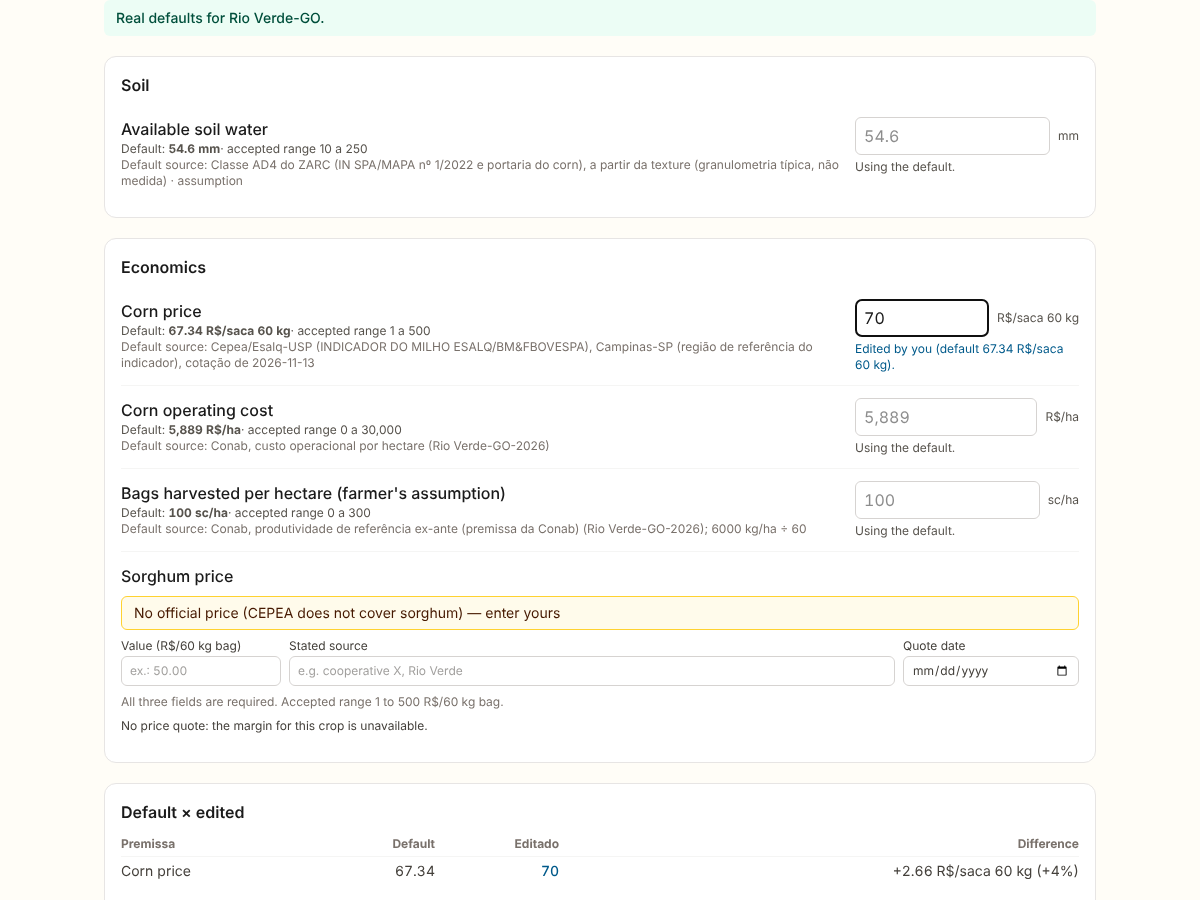 Real defaults for Rio Verde-GO.
Soil
Available soil water
Default: 54.6 mm· accepted range 10 a 250
Default source: Classe AD4 do ZARC (IN SPA/MAPA nº 1/2022 e portaria do corn), a partir da texture (granulometria típica, não
medida) · assumption
54.6 mm
Using the default.
Economics
Corn price
Default: 67.34 R$/saca 60 kg· accepted range 1 a 500
Default source: Cepea/Esalq-USP (INDICADOR DO MILHO ESALQ/BM&FBOVESPA), Campinas-SP (região de referência do
indicador), cotação de 2026-11-13
70 R$/saca 60 kg
Edited by you (default 67.34 R$/saca
60 kg).
Corn operating cost
Default: 5,889 R$/ha· accepted range 0 a 30,000
Default source: Conab, custo operacional por hectare (Rio Verde-GO-2026)
5,889 R$/ha
Using the default.
Bags harvested per hectare (farmer's assumption)
Default: 100 sc/ha· accepted range 0 a 300
Default source: Conab, produtividade de referência ex-ante (premissa da Conab) (Rio Verde-GO-2026); 6000 kg/ha ÷ 60
100 sc/ha
Using the default.
Sorghum price
No official price (CEPEA does not cover sorghum) — enter yours
Value (R$/60 kg bag) Stated source Quote date
ex.: 50.00 e.g. cooperative X, Rio Verde mm/dd/yyyy
All three fields are required. Accepted range 1 to 500 R$/60 kg bag.
No price quote: the margin for this crop is unavailable.
Default × edited
Premissa Default Editado Difference
Corn price 67.34 70 +2.66 R$/saca 60 kg (+4%)